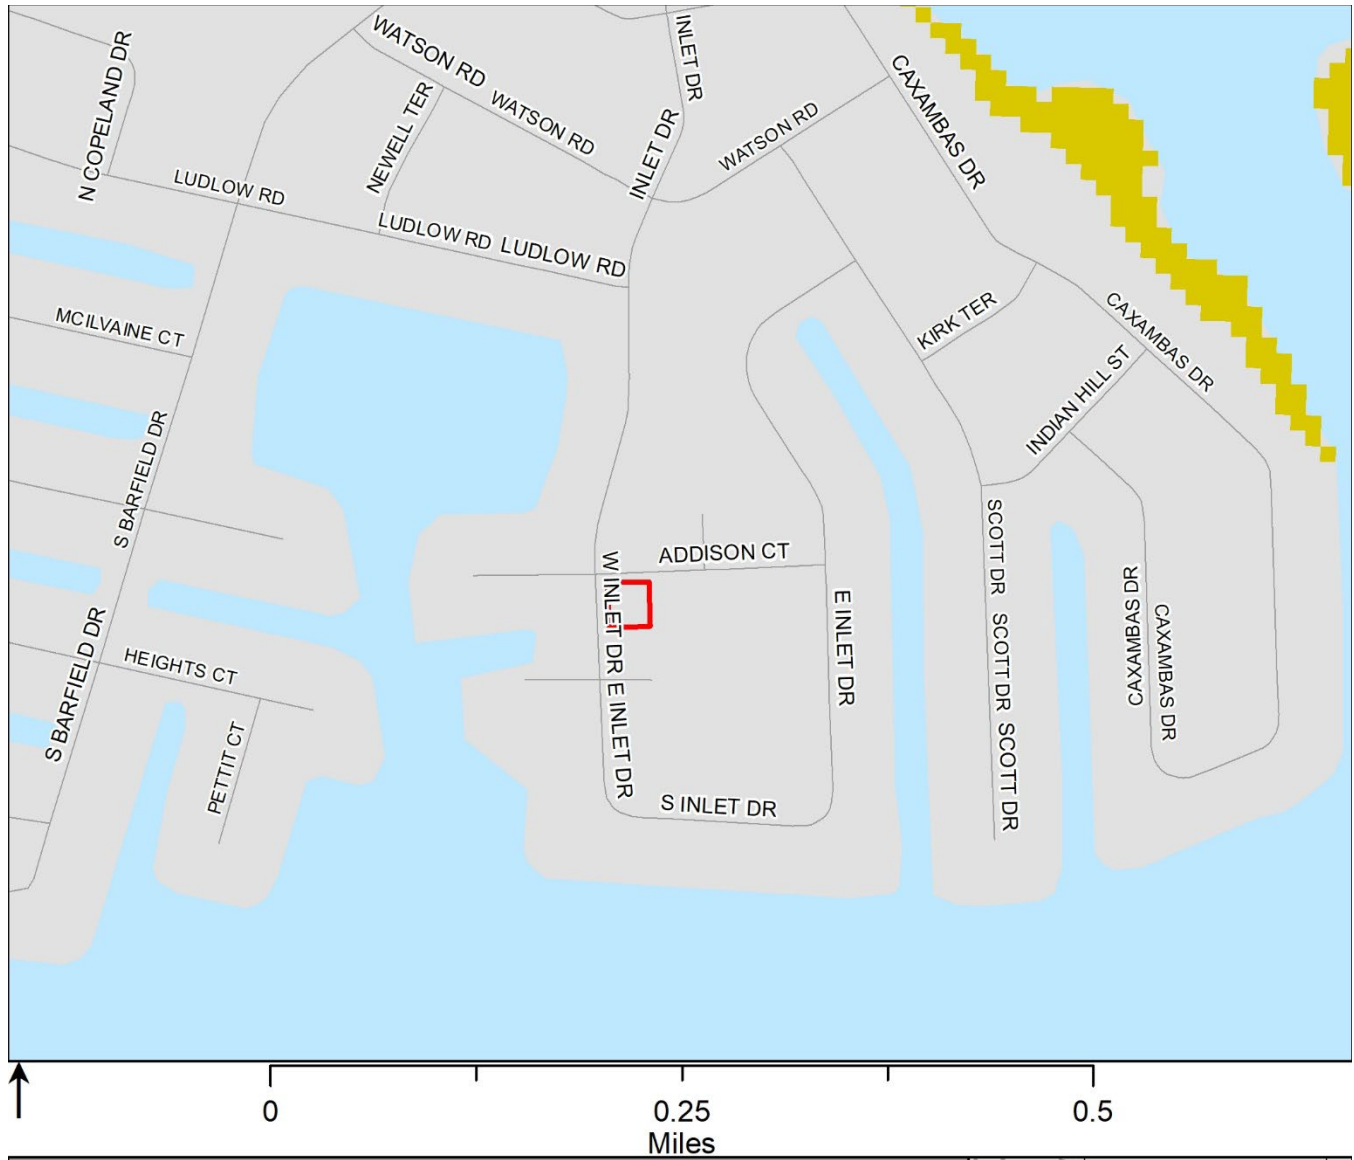 INLET DR
WATSON RD
N COPELAND DR
CAXAMBAS DR
NEWELL TER
WATSON RD
WATSON RD
INLET DR
LUDLOW RD
LUDLOW RD
LUDLOW RD
MCILVAINE CT
KIRK TER
CAXAMBAS DR
INDIAN HILL ST
S BARFIELD DR
SCOTT DR
ADDISON CT
W INLET DR
E INLET DR
CAXAMBAS DR
CAXAMBAS DR
SCOTT DR
S BARFIELD DR
HEIGHTS CT
E INLET DR
SCOTT DR
PETTIT CT
S INLET DR
0
0.25
0.5
Miles